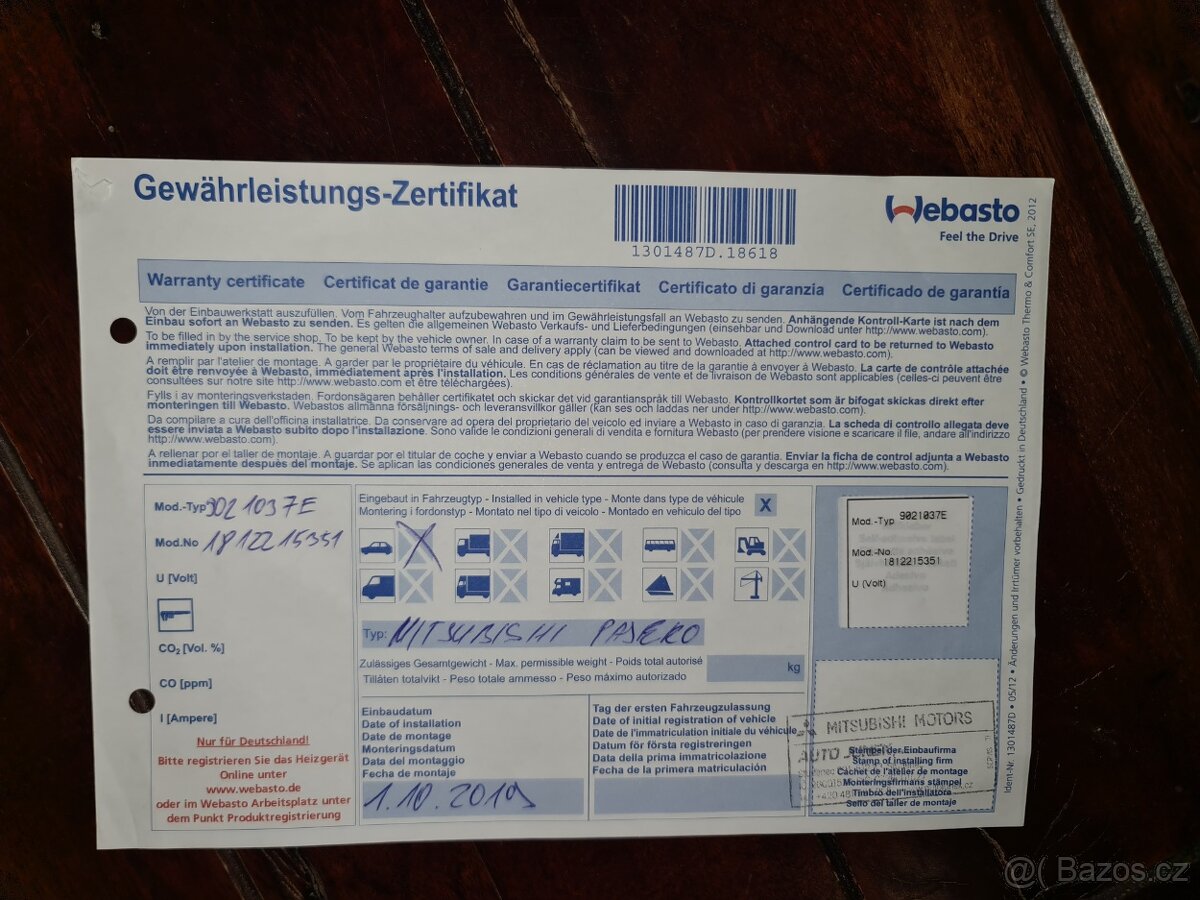 Gewährleistungs-Zertifikat
1301487D.18618
Webasto
Feel the Drive
Warranty certificate Certificat de garantie Garantiecertifikat Certificato di garanzia Certificado de garantía
Von der Einbauwerkstatt auszufüllen. Vom Fahrzeughalter aufzubewahren und im Gewährleistungsfall an Webasto zu senden. Anhängende Kontroll-Karte ist nach dem
Einbau sofort an Webasto zu senden. Es gelten die allgemeinen Webasto Verkaufs- und Lieferbedingungen (einsehbar und Download unter http://www.webasto.com).
To be filled in by the service shop. To be kept by the vehicle owner. In case of a warranty claim to be sent to Webasto. Attached control card to be returned to Webasto
immediately upon installation. The general Webasto terms of sale and delivery apply (can be viewed and downloaded at http://www.webasto.com).
A remplir par l'atelier de montage. A garder par le propriétaire du véhicule. En cas de réclamation au titre de la garantie à envoyer à Webasto. La carte de contrôle attachée
doit être renvoyée à Webasto, immédiatement après l'installation. Les conditions générales de vente et de livraison de Webasto sont applicables (celles-ci peuvent être
consultées sur notre site http://www.webasto.com et être téléchargées).
Fylls i av monteringsverkstaden. Fordonsägaren behåller certifikatet och skickar det vid garantianspråk till Webasto. Kontrollkortet som är bifogat skickas direkt efter
monteringen till Webasto. Webastos allmänna försäljnings- och leveransvillkor gäller (kan ses och laddas ner under http://www.webasto.com).
Da compilare a cura dell'officina installatrice. Da conservare ad opera del proprietario del veicolo ed inviare a Webasto in caso di garanzia. La scheda di controllo allegata deve
essere inviata a Webasto subito dopo l'installazione. Sono valide le condizioni generali di vendita e fornitura Webasto (per prendere visione e scaricare il file, andare all'indirizzo
http://www.webasto.com).
A rellenar por el taller de montaje. A guardar por el titular de coche y enviar a Webasto cuando se produzca el caso de garantía. Enviar la ficha de control adjunta a Webasto
inmediatamente después del montaje. Se aplican las condiciones generales de venta y entrega de Webasto (consulta y descarga en http://www.webasto.com).
Mod.-Typ 9021037E
Mod.No 1812215351
U [Volt]
CO₂ [Vol. %]
CO [ppm]
I [Ampere]
Nur für Deutschland!
Bitte registrieren Sie das Heizgerät
Online unter
www.webasto.de
oder im Webasto Arbeitsplatz unter
dem Punkt Produktregistrierung
Eingebaut in Fahrzeugtyp - Installed in vehicle type - Monte dans type de véhicule
Montering i fordonstyp - Montato nel tipo di veicolo - Montado en vehiculo del tipo
X
Typ: MITSUBISHI PAJERO
Zulässiges Gesamtgewicht - Max. permissible weight - Poids total autorisé
Tillåten totalvikt - Peso totale ammesso - Peso máximo autorizado
kg
Einbaudatum
Date of installation
Date de montage
Monteringsdatum
Data del montaggio
Fecha de montaje
1.10.2019
Tag der ersten Fahrzeugzulassung
Date of initial registration of vehicle
Date de l'immatriculation initiale du véhicule
Datum för första registreringen
Data della prima immatricolazione
Fecha de la primera matriculación
Mod.-Typ 9021037E
Mod.-No.
1812215351
U (Volt)
MITSUBISHI MOTORS
AUTO
Stempel der Einbaufirma
Stamp of installing firm
Cachet de l'atelier de montage
Monteringsfirmans stämpel
Timbro dell'installatore
Sello del taller de montaje
Ident-Nr. 1301487D • 05/12 • Änderungen und Irrtümer vorbehalten • Gedruckt in Deutschland • © Webasto Thermo & Comfort SE, 2012
@( Bazos.cz